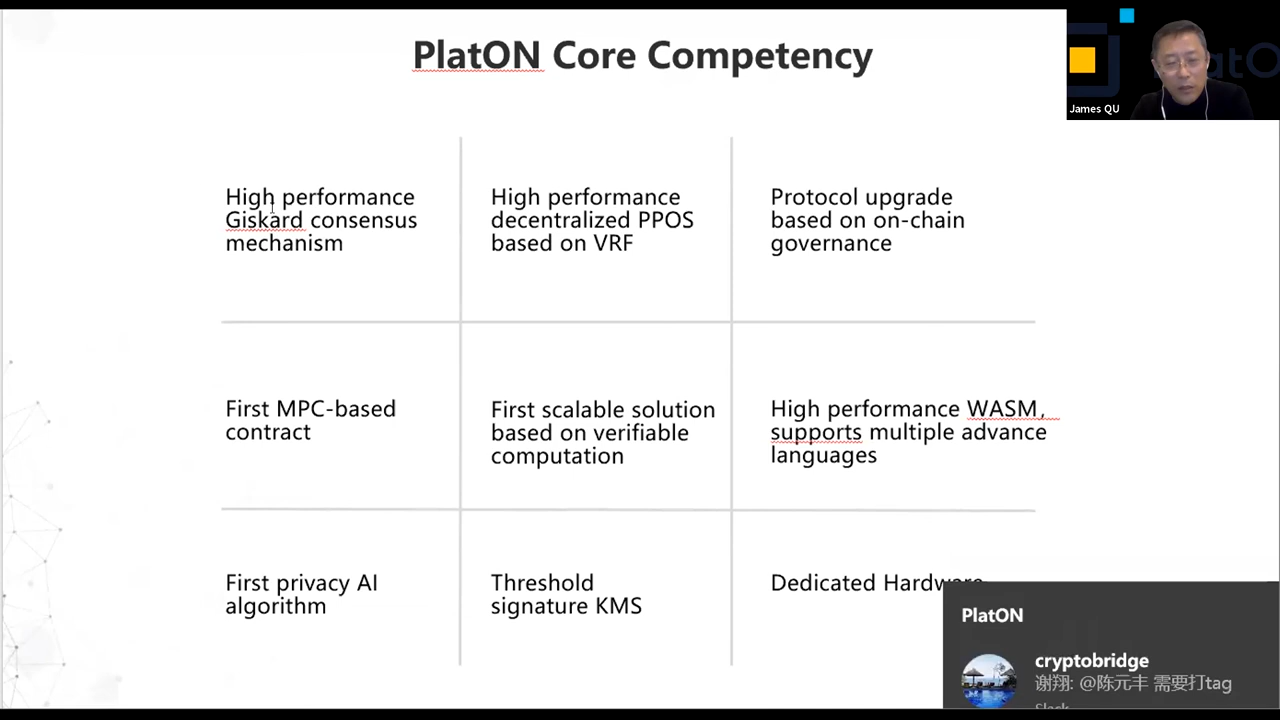 PlatON Core Competency
James QU
High performance
Giskard consensus
mechanism
High performance
decentralized PPOS
based on VRF
Protocol upgrade
based on on-chain
governance
First MPC-based
contract
First scalable solution
based on verifiable
computation
High performance WASM,
supports multiple advance
languages
First privacy AI
algorithm
Threshold
signature KMS
Dedicated Hardware
PlatON
cryptobridge
谢翔: @陈元丰 需要打tag
Slack